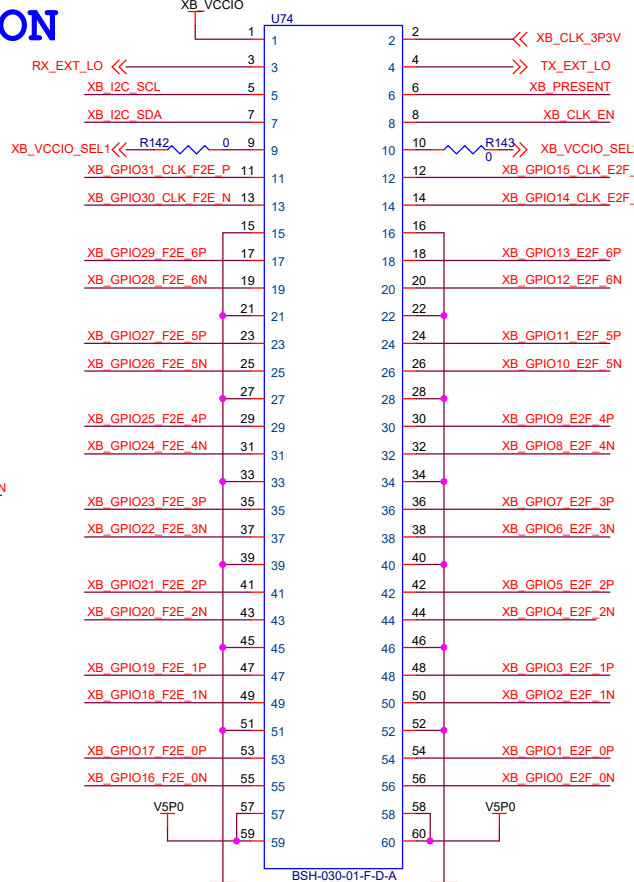 ON
XB_VCCIO
U74
1 1 2 2 XB_CLK_3P3V
RX_EXT_LO 3 3 4 4 TX_EXT_LO
XB_I2C_SCL 5 5 6 6 XB_PRESENT
XB_I2C_SDA 7 7 8 8 XB_CLK_EN
XB_VCCIO_SEL1 R142 0 9 9 10 10 R143 0 XB_VCCIO_SEL
XB_GPIO31_CLK_F2E_P 11 11 12 12 XB_GPIO15_CLK_E2F_
XB_GPIO30_CLK_F2E_N 13 13 14 14 XB_GPIO14_CLK_E2F_
15 15 16 16
XB_GPIO29_F2E_6P 17 17 18 18 XB_GPIO13_E2F_6P
XB_GPIO28_F2E_6N 19 19 20 20 XB_GPIO12_E2F_6N
21 21 22 22
XB_GPIO27_F2E_5P 23 23 24 24 XB_GPIO11_E2F_5P
XB_GPIO26_F2E_5N 25 25 26 26 XB_GPIO10_E2F_5N
27 27 28 28
XB_GPIO25_F2E_4P 29 29 30 30 XB_GPIO9_E2F_4P
XB_GPIO24_F2E_4N 31 31 32 32 XB_GPIO8_E2F_4N
33 33 34 34
N
XB_GPIO23_F2E_3P 35 35 36 36 XB_GPIO7_E2F_3P
XB_GPIO22_F2E_3N 37 37 38 38 XB_GPIO6_E2F_3N
39 39 40 40
XB_GPIO21_F2E_2P 41 41 42 42 XB_GPIO5_E2F_2P
XB_GPIO20_F2E_2N 43 43 44 44 XB_GPIO4_E2F_2N
45 45 46 46
XB_GPIO19_F2E_1P 47 47 48 48 XB_GPIO3_E2F_1P
XB_GPIO18_F2E_1N 49 49 50 50 XB_GPIO2_E2F_1N
51 51 52 52
XB_GPIO17_F2E_0P 53 53 54 54 XB_GPIO1_E2F_0P
XB_GPIO16_F2E_0N 55 55 56 56 XB_GPIO0_E2F_0N
V5P0 57 57 58 58 V5P0
59 59 60 60
BSH-030-01-F-D-A